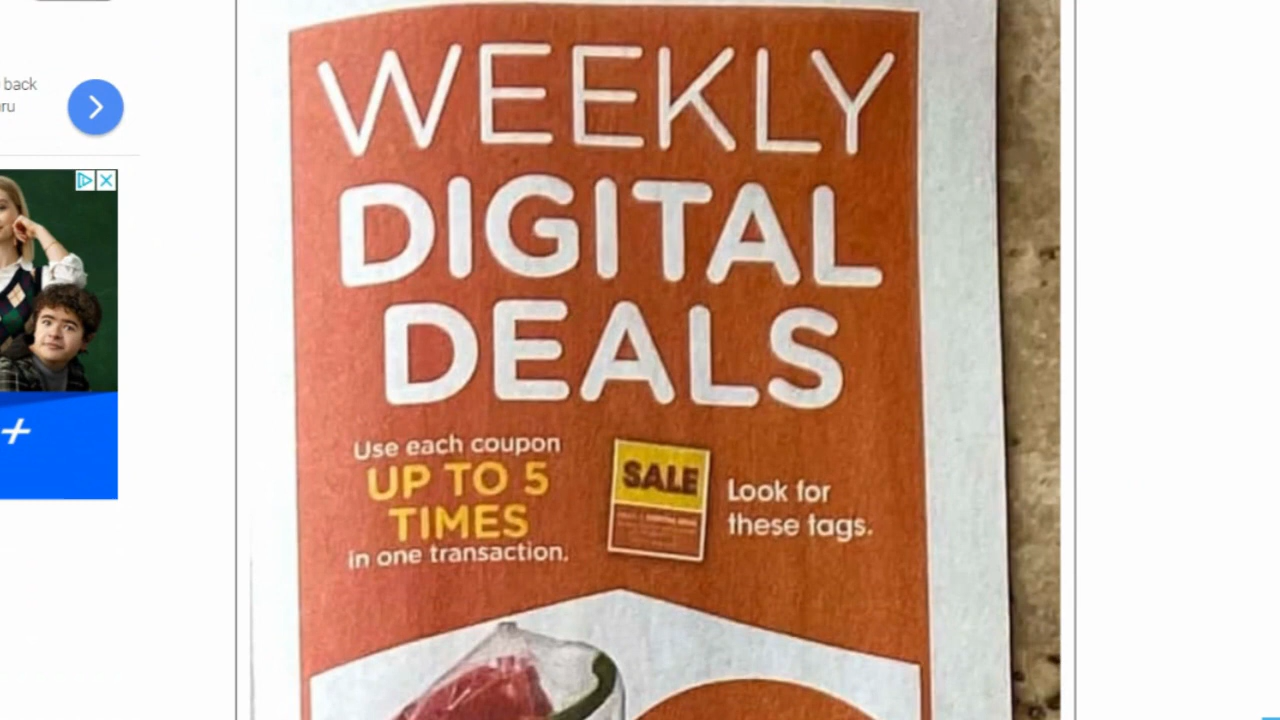 back
ru
WEEKLY
DIGITAL
DEALS
Use each coupon
UP TO 5
TIMES
in one transaction.
SALE
Look for
these tags.
+